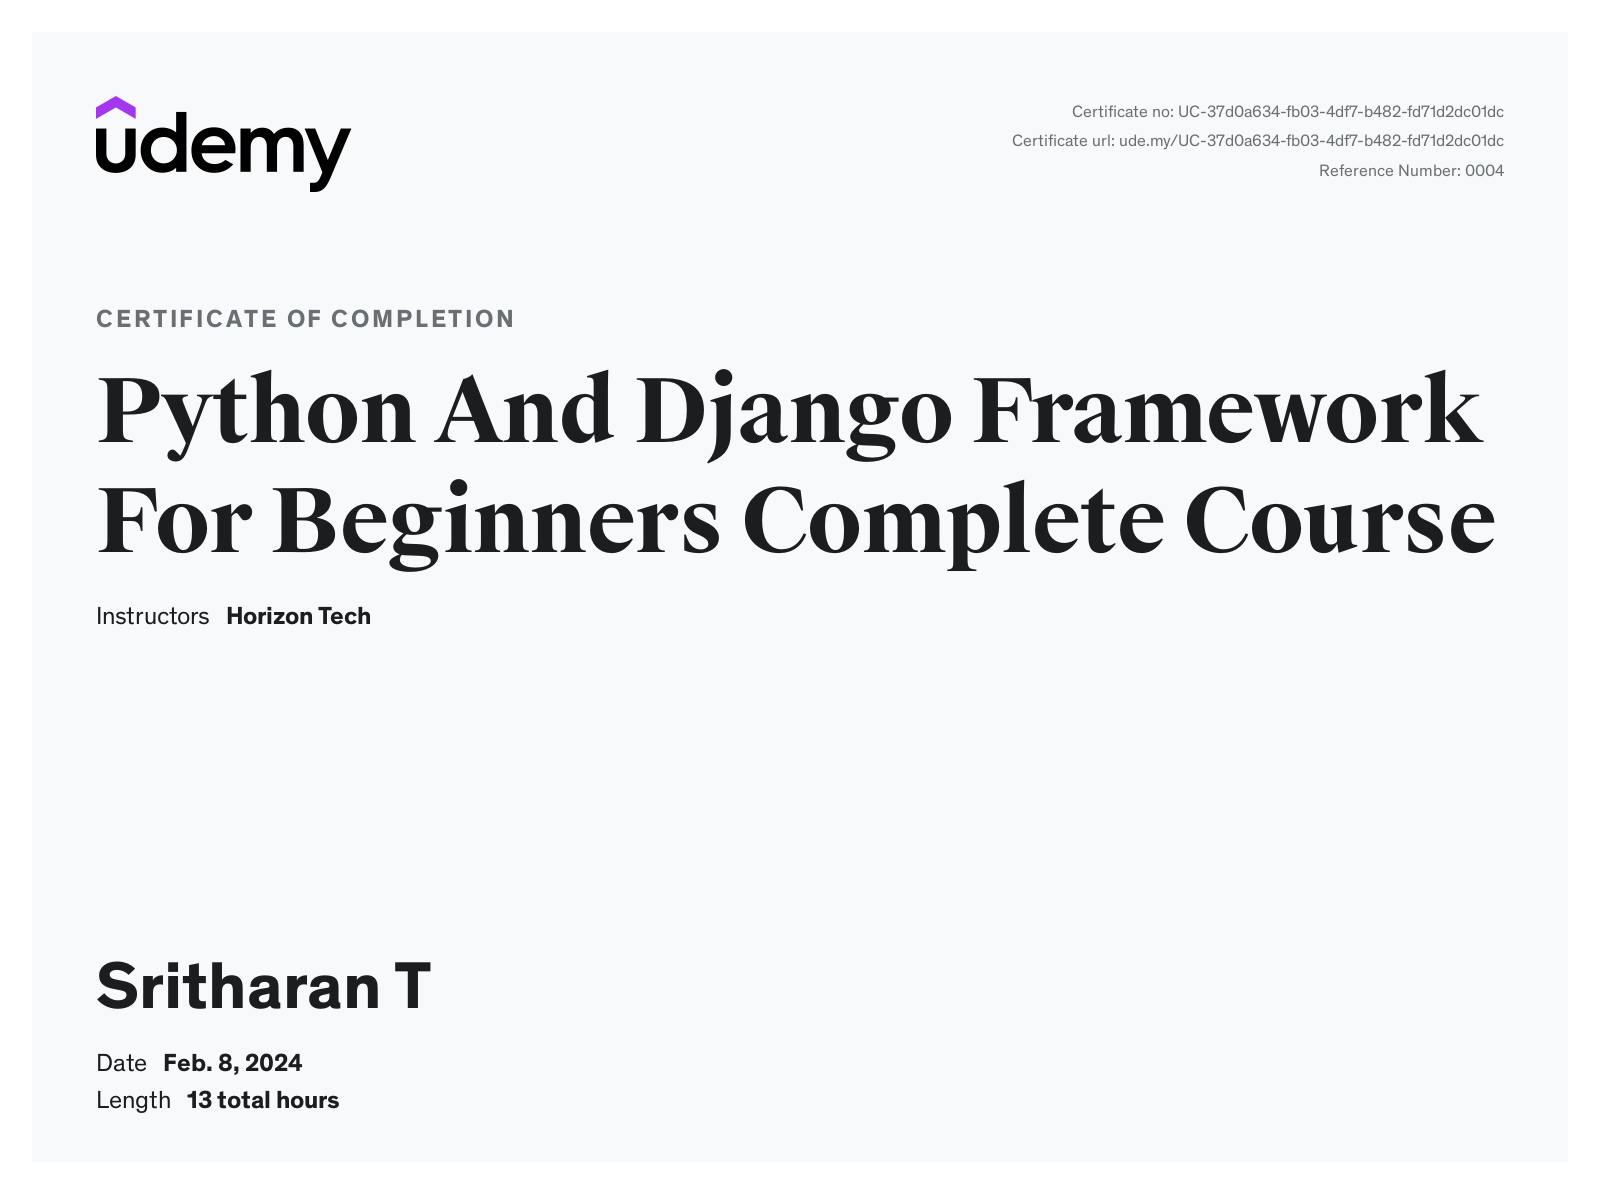 udemy
Certificate no: UC-37d0a634-fb03-4df7-b482-fd71d2dc01dc
Certificate url: ude.my/UC-37d0a634-fb03-4df7-b482-fd71d2dc01dc
Reference Number: 0004
CERTIFICATE OF COMPLETION
Python And Django Framework
For Beginners Complete Course
Instructors Horizon Tech
Sritharan T
Date Feb. 8, 2024
Length 13 total hours